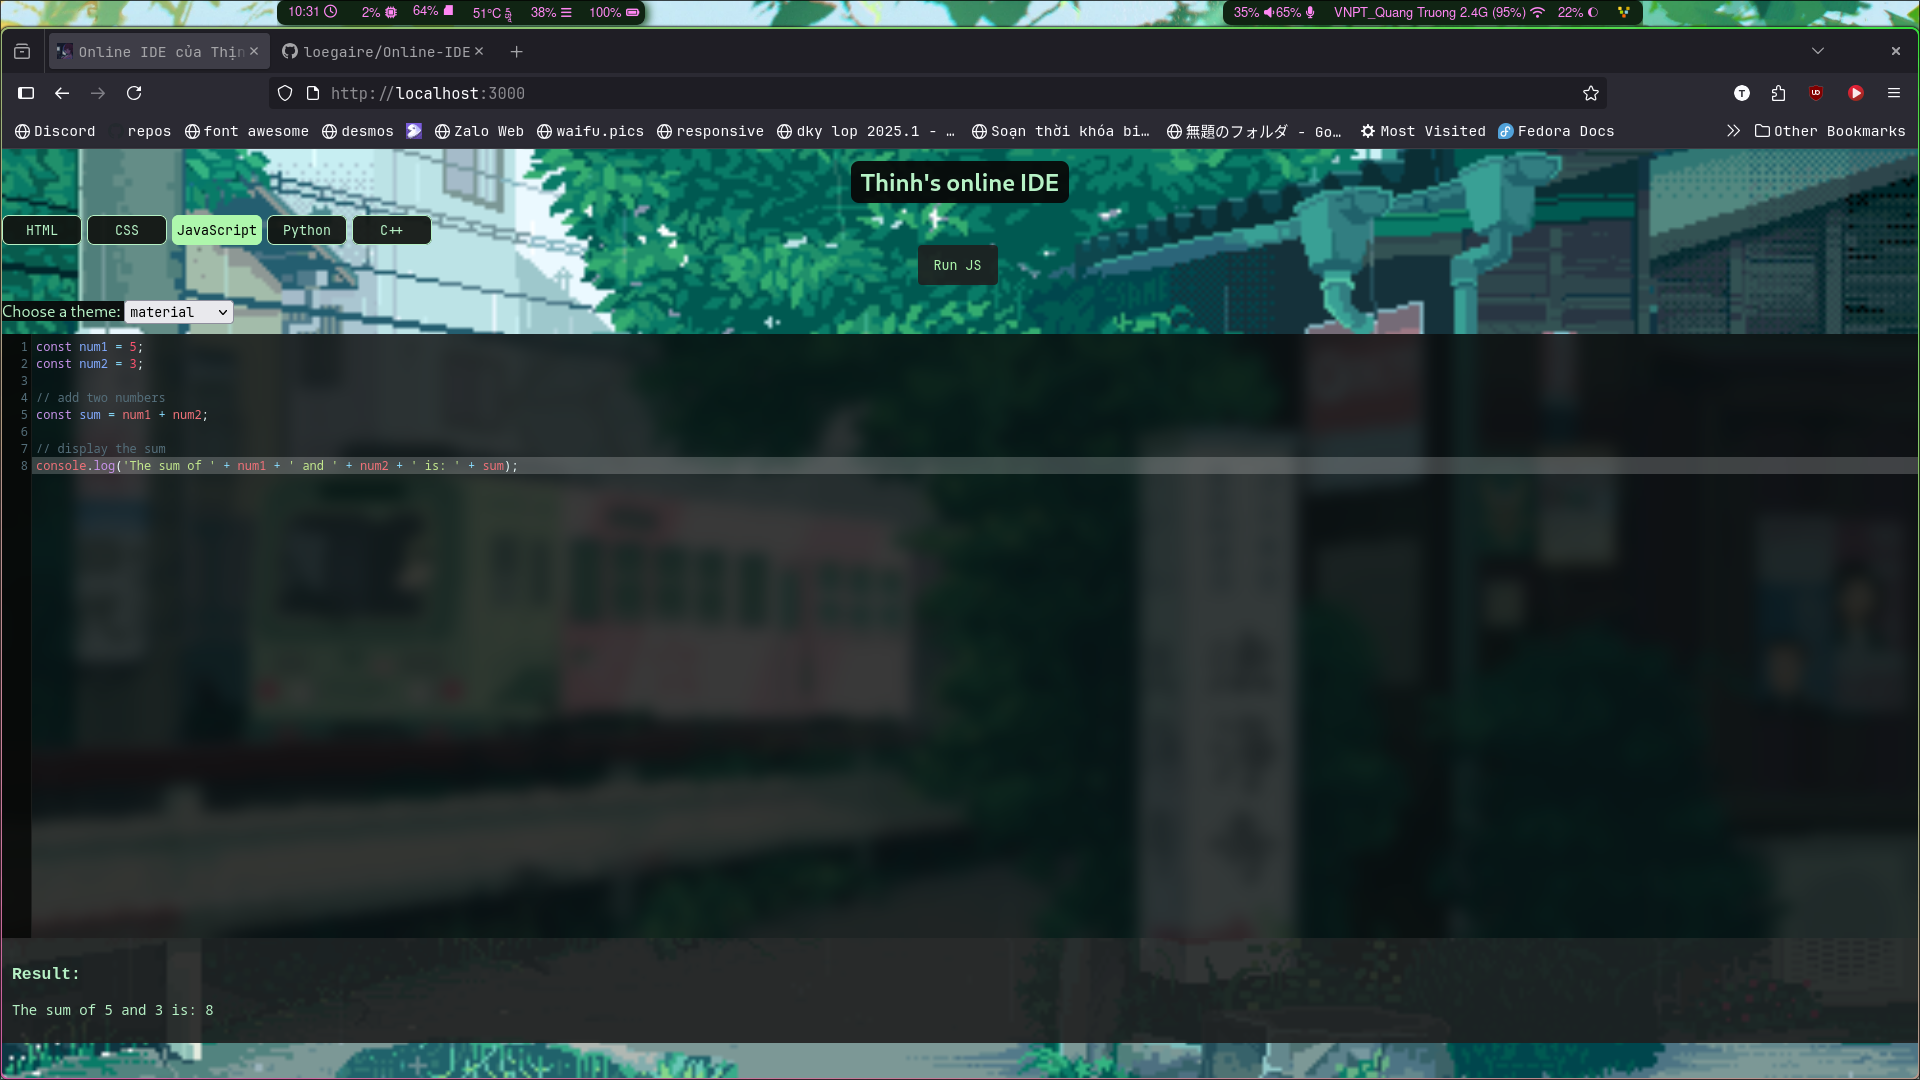 10:31 2% 64% 51°C 38% 100% 35% 65% VNPT_Quang Truong 2.4G (95%) 22%
Online IDE của Thịn loegaire/Online-IDE
http://localhost:3000
Discord repos font awesome desmos Zalo Web waifu.pics responsive dky lop 2025.1 - … Soạn thời khóa bi… 無題のフォルダ - Go… Most Visited Fedora Docs Other Bookmarks
Thinh's online IDE
HTML CSS JavaScript Python C++
Run JS
Choose a theme: material
1 const num1 = 5;
2 const num2 = 3;
3
4 // add two numbers
5 const sum = num1 + num2;
6
7 // display the sum
8 console.log('The sum of ' + num1 + ' and ' + num2 + ' is: ' + sum);
Result:
The sum of 5 and 3 is: 8